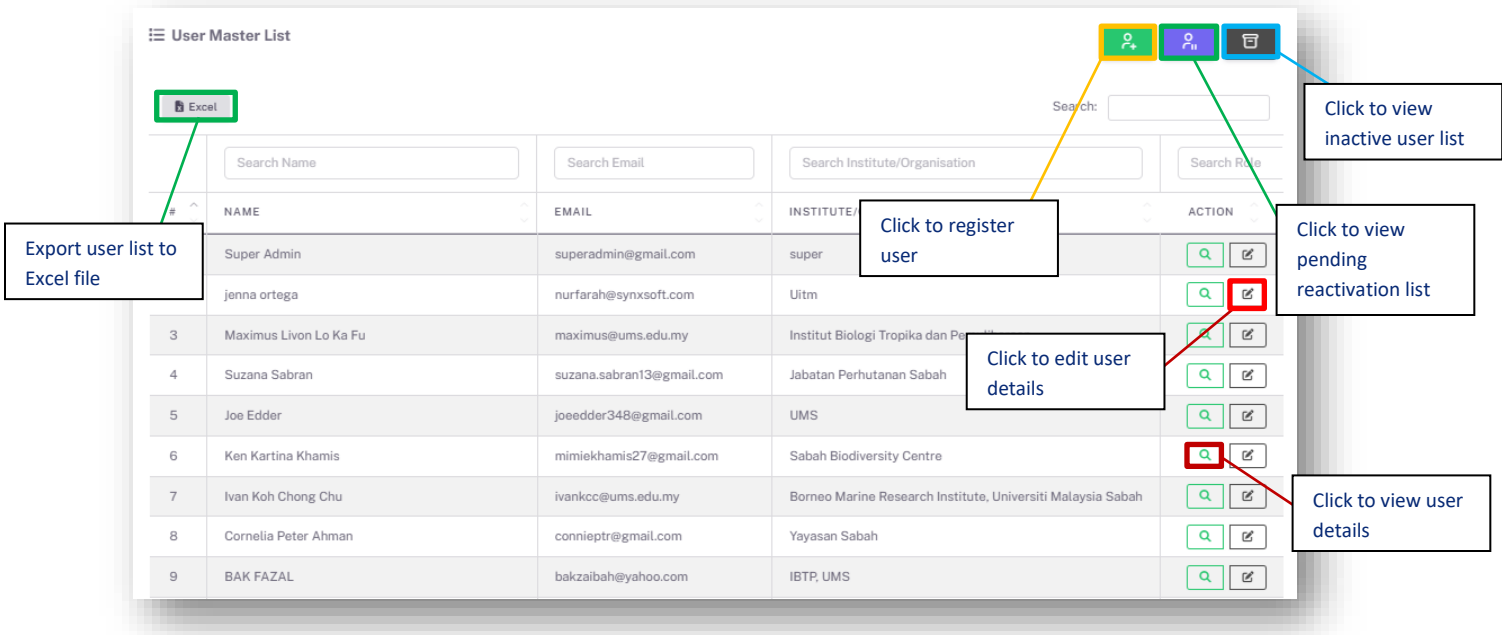 User Master List
Excel
Search:
Click to view
inactive user list
Search Name
Search Email
Search Institute/Organisation
Search Role
#
NAME
EMAIL
INSTITUTE/
ACTION
Click to register
user
Click to view
pending
reactivation list
Export user list to
Excel file
Super Admin
superadmin@gmail.com
super
jenna ortega
nurfarah@synxsoft.com
Uitm
3
Maximus Livon Lo Ka Fu
maximus@ums.edu.my
Institut Biologi Tropika dan
Click to edit user
details
4
Suzana Sabran
suzana.sabran13@gmail.com
Jabatan Perhutanan Sabah
5
Joe Edder
joeedder348@gmail.com
UMS
6
Ken Kartina Khamis
mimiekhamis27@gmail.com
Sabah Biodiversity Centre
7
Ivan Koh Chong Chu
ivankcc@ums.edu.my
Borneo Marine Research Institute, Universiti Malaysia Sabah
Click to view user
details
8
Cornelia Peter Ahman
connieptr@gmail.com
Yayasan Sabah
9
BAK FAZAL
bakzaibah@yahoo.com
IBTP, UMS